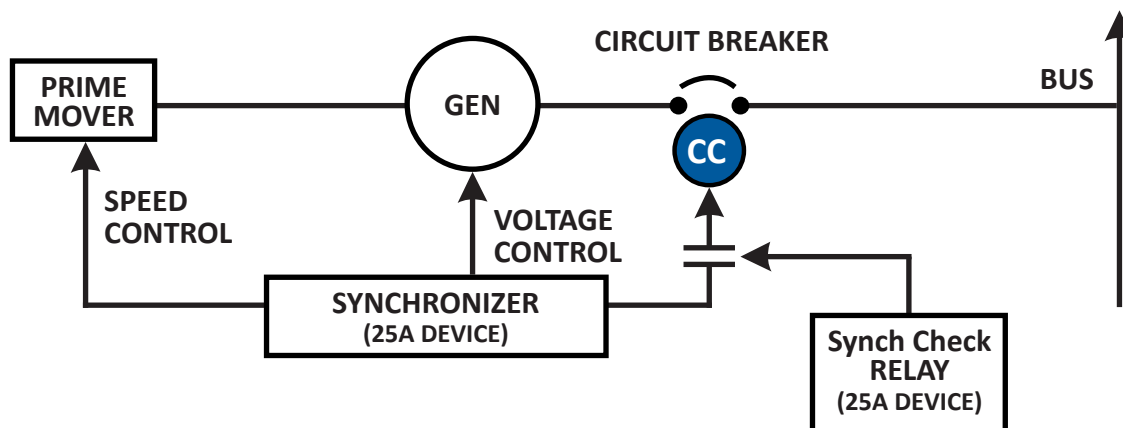 CIRCUIT BREAKER
PRIME
MOVER
GEN
BUS
CC
SPEED
CONTROL
VOLTAGE
CONTROL
SYNCHRONIZER
(25A DEVICE)
Synch Check
RELAY
(25A DEVICE)